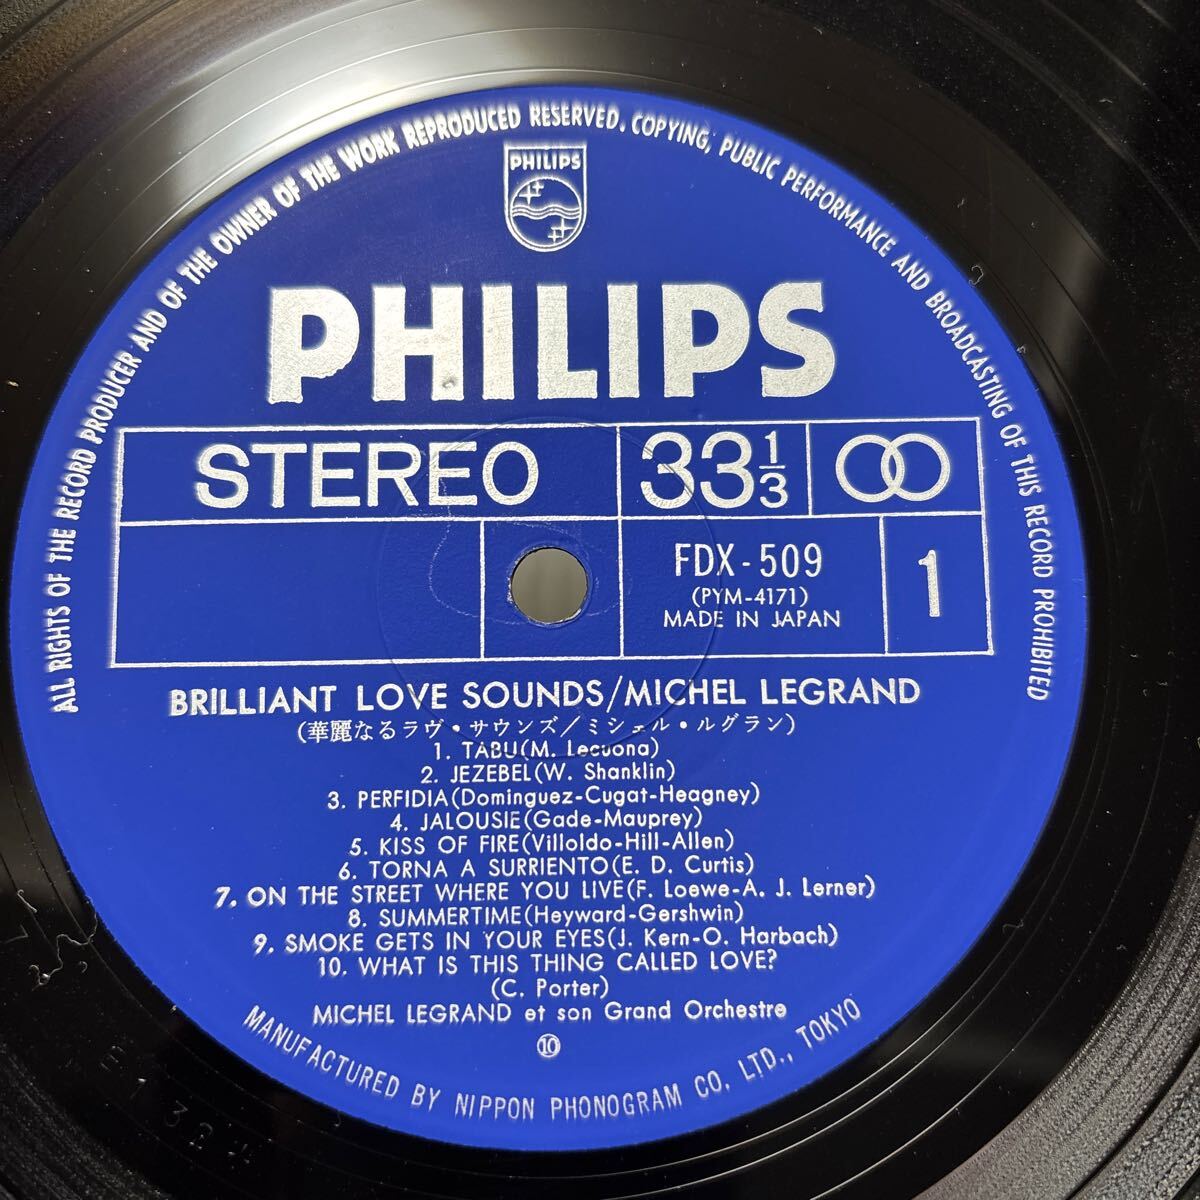 ALL RIGHTS OF THE RECORD PRODUCER AND OF THE OWNER OF THE WORK REPRODUCED RESERVED. COPYING, PUBLIC PERFORMANCE AND BROADCASTING OF THIS RECORD PROHIBITED
PHILIPS
PHILIPS
STEREO
33 1/3
FDX-509
(PYM-4171)
MADE IN JAPAN
1
BRILLIANT LOVE SOUNDS/MICHEL LEGRAND
(華麗なるラヴ・サウンズ/ミシェル・ルグラン)
1. TABU(M. Lecuona)
2. JEZEBEL(W. Shanklin)
3. PERFIDIA(Dominguez-Cugat-Heagney)
4. JALOUSIE(Gade-Mauprey)
5. KISS OF FIRE(Villoldo-Hill-Allen)
6. TORNA A SURRIENTO(E. D. Curtis)
7. ON THE STREET WHERE YOU LIVE(F. Loewe-A. J. Lerner)
8. SUMMERTIME(Heyward-Gershwin)
9. SMOKE GETS IN YOUR EYES(J. Kern-O. Harbach)
10. WHAT IS THIS THING CALLED LOVE?
(C. Porter)
MICHEL LEGRAND et son Grand Orchestre
⑩
MANUFACTURED BY NIPPON PHONOGRAM CO., LTD., TOKYO